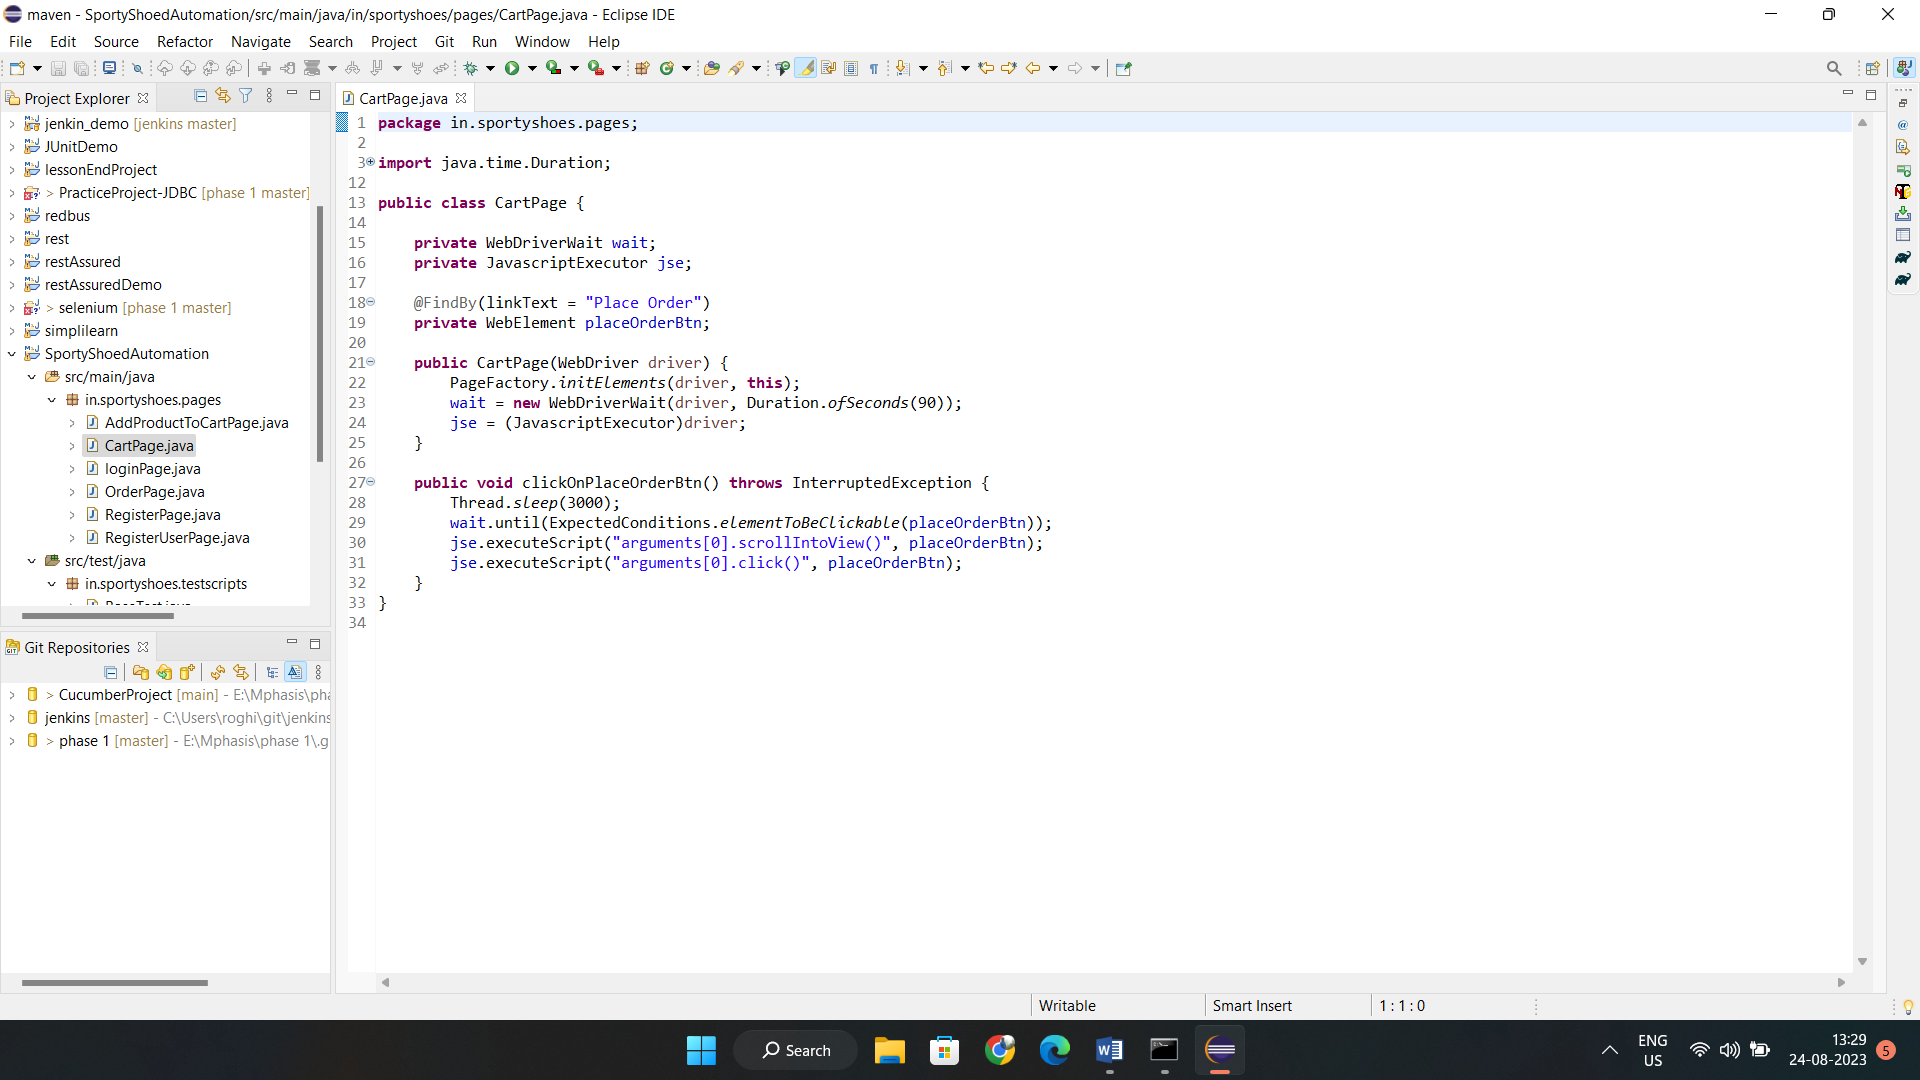 maven - SportyShoedAutomation/src/main/java/in/sportyshoes/pages/CartPage.java - Eclipse IDE
File Edit Source Refactor Navigate Search Project Git Run Window Help
Project Explorer
jenkin_demo [jenkins master]
JUnitDemo
lessonEndProject
> PracticeProject-JDBC [phase 1 master]
redbus
rest
restAssured
restAssuredDemo
> selenium [phase 1 master]
simplilearn
SportyShoedAutomation
src/main/java
in.sportyshoes.pages
AddProductToCartPage.java
CartPage.java
loginPage.java
OrderPage.java
RegisterPage.java
RegisterUserPage.java
src/test/java
in.sportyshoes.testscripts
Git Repositories
> CucumberProject [main] - E:\Mphasis\pha
jenkins [master] - C:\Users\roghi\git\jenkins
> phase 1 [master] - E:\Mphasis\phase 1\.g
CartPage.java
1 package in.sportyshoes.pages;
2
3 import java.time.Duration;
12
13 public class CartPage {
14
15 private WebDriverWait wait;
16 private JavascriptExecutor jse;
17
18 @FindBy(linkText = "Place Order")
19 private WebElement placeOrderBtn;
20
21 public CartPage(WebDriver driver) {
22 PageFactory.initElements(driver, this);
23 wait = new WebDriverWait(driver, Duration.ofSeconds(90));
24 jse = (JavascriptExecutor)driver;
25 }
26
27 public void clickOnPlaceOrderBtn() throws InterruptedException {
28 Thread.sleep(3000);
29 wait.until(ExpectedConditions.elementToBeClickable(placeOrderBtn));
30 jse.executeScript("arguments[0].scrollIntoView()", placeOrderBtn);
31 jse.executeScript("arguments[0].click()", placeOrderBtn);
32 }
33 }
34
Writable Smart Insert 1 : 1 : 0
Search
ENG
US
13:29
24-08-2023
5